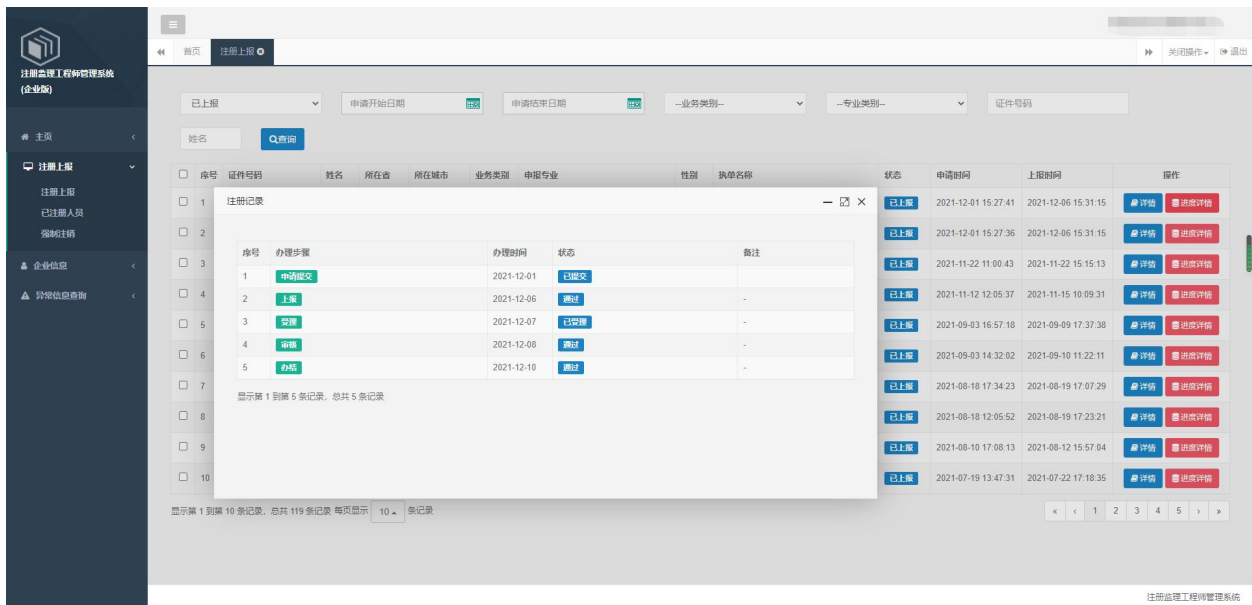 注册监理工程师管理系统
(企业版)
首页 注册上报 关闭操作 退出
已上报 申请开始日期 申请结束日期 --业务类别-- --专业类别-- 证件号码
主页 姓名 查询
注册上报
注册上报
已注册人员
强制注销
企业信息
异常信息查询
序号 证件号码 姓名 所在省 所在城市 业务类别 申报专业 性别 执单名称 状态 申请时间 上报时间 操作
1 已上报 2021-12-01 15:27:41 2021-12-06 15:31:15 详情 进度详情
2 已上报 2021-12-01 15:27:36 2021-12-06 15:31:15 详情 进度详情
3 已上报 2021-11-22 11:00:43 2021-11-22 15:15:13 详情 进度详情
4 已上报 2021-11-12 12:05:37 2021-11-15 10:09:31 详情 进度详情
5 已上报 2021-09-03 16:57:18 2021-09-09 17:37:38 详情 进度详情
6 已上报 2021-09-03 14:32:02 2021-09-10 11:22:11 详情 进度详情
7 已上报 2021-08-18 17:34:23 2021-08-19 17:07:29 详情 进度详情
8 已上报 2021-08-18 12:05:52 2021-08-19 17:23:21 详情 进度详情
9 已上报 2021-08-10 17:08:13 2021-08-12 15:57:04 详情 进度详情
10 已上报 2021-07-19 13:47:31 2021-07-22 17:18:35 详情 进度详情
注册记录
序号 办理步骤 办理时间 状态 备注
1 申请提交 2021-12-01 已提交
2 上报 2021-12-06 通过 -
3 受理 2021-12-07 已受理 -
4 审核 2021-12-08 通过 -
5 办结 2021-12-10 通过 -
显示第 1 到第 5 条记录，总共 5 条记录
显示第 1 到第 10 条记录，总共 119 条记录 每页显示 10 条记录
« ‹ 1 2 3 4 5 › »
注册监理工程师管理系统